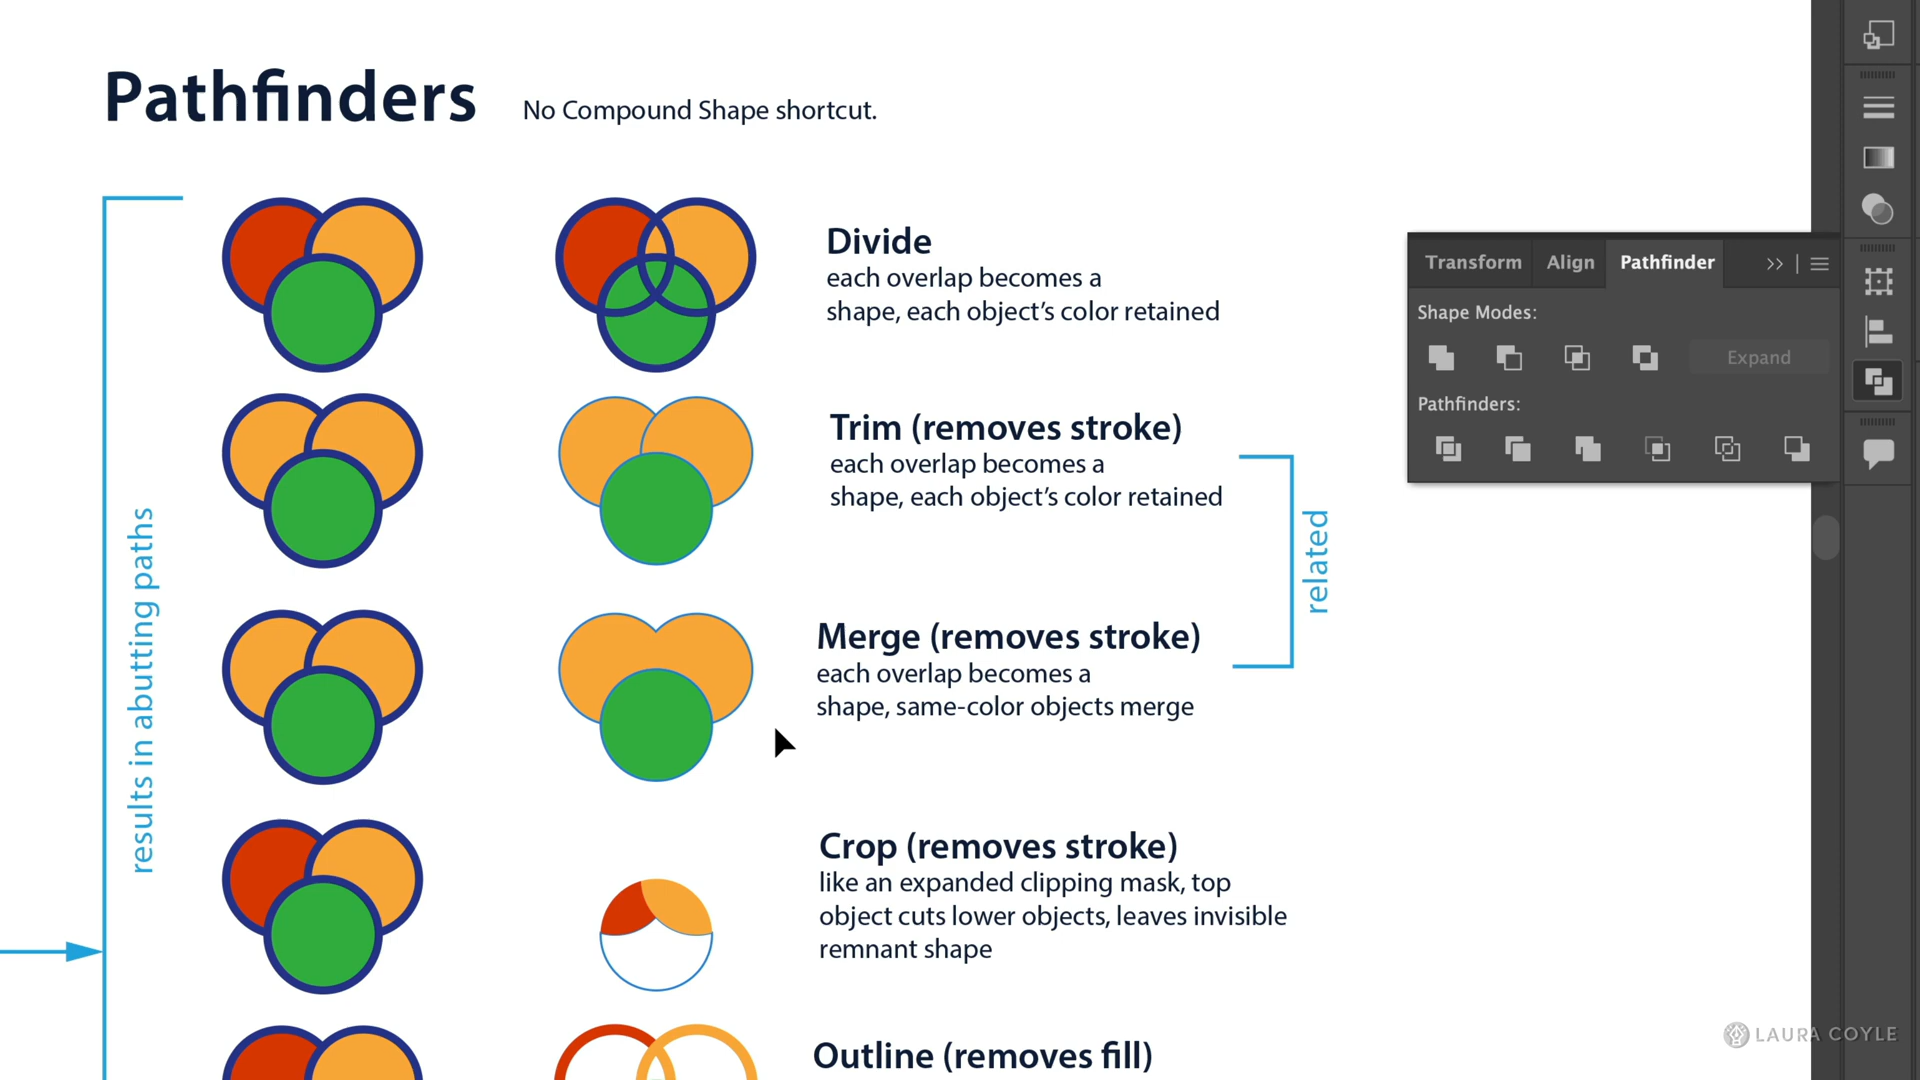 Pathfinders
No Compound Shape shortcut.
Divide
each overlap becomes a
shape, each object’s color retained
Trim (removes stroke)
each overlap becomes a
shape, each object’s color retained
Merge (removes stroke)
each overlap becomes a
shape, same-color objects merge
Crop (removes stroke)
like an expanded clipping mask, top
object cuts lower objects, leaves invisible
remnant shape
Outline (removes fill)
results in abutting paths
related
Transform
Align
Pathfinder
Shape Modes:
Expand
Pathfinders:
LAURA COYLE